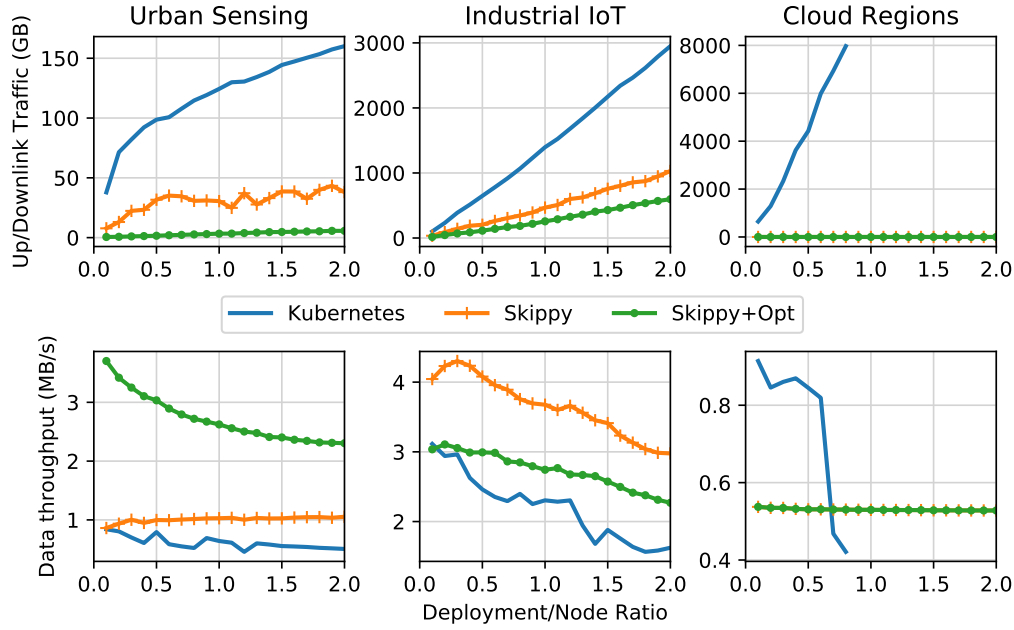 Urban Sensing
Industrial IoT
Cloud Regions
Up/Downlink Traffic (GB)
150
100
50
0
3000
2000
1000
0
8000
6000
4000
2000
0
0.0 0.5 1.0 1.5 2.0
0.0 0.5 1.0 1.5 2.0
0.0 0.5 1.0 1.5 2.0
Kubernetes Skippy Skippy+Opt
Data throughput (MB/s)
3
2
1
4
3
2
0.8
0.6
0.4
0.0 0.5 1.0 1.5 2.0
0.0 0.5 1.0 1.5 2.0
0.0 0.5 1.0 1.5 2.0
Deployment/Node Ratio